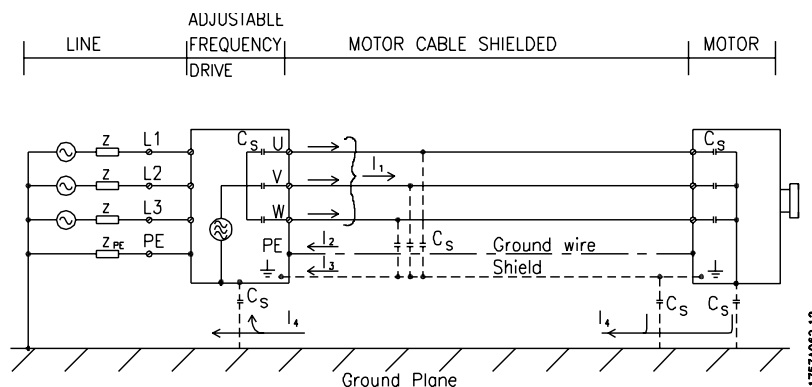 ADJUSTABLE
LINE FREQUENCY MOTOR CABLE SHIELDED MOTOR
DRIVE
Z L1 Cs U Cs
I1
Z L2 V
Z L3 W
ZPE PE PE I2 Cs Ground wire
I3 Shield
Cs Cs Cs
I4 I4
Ground Plane